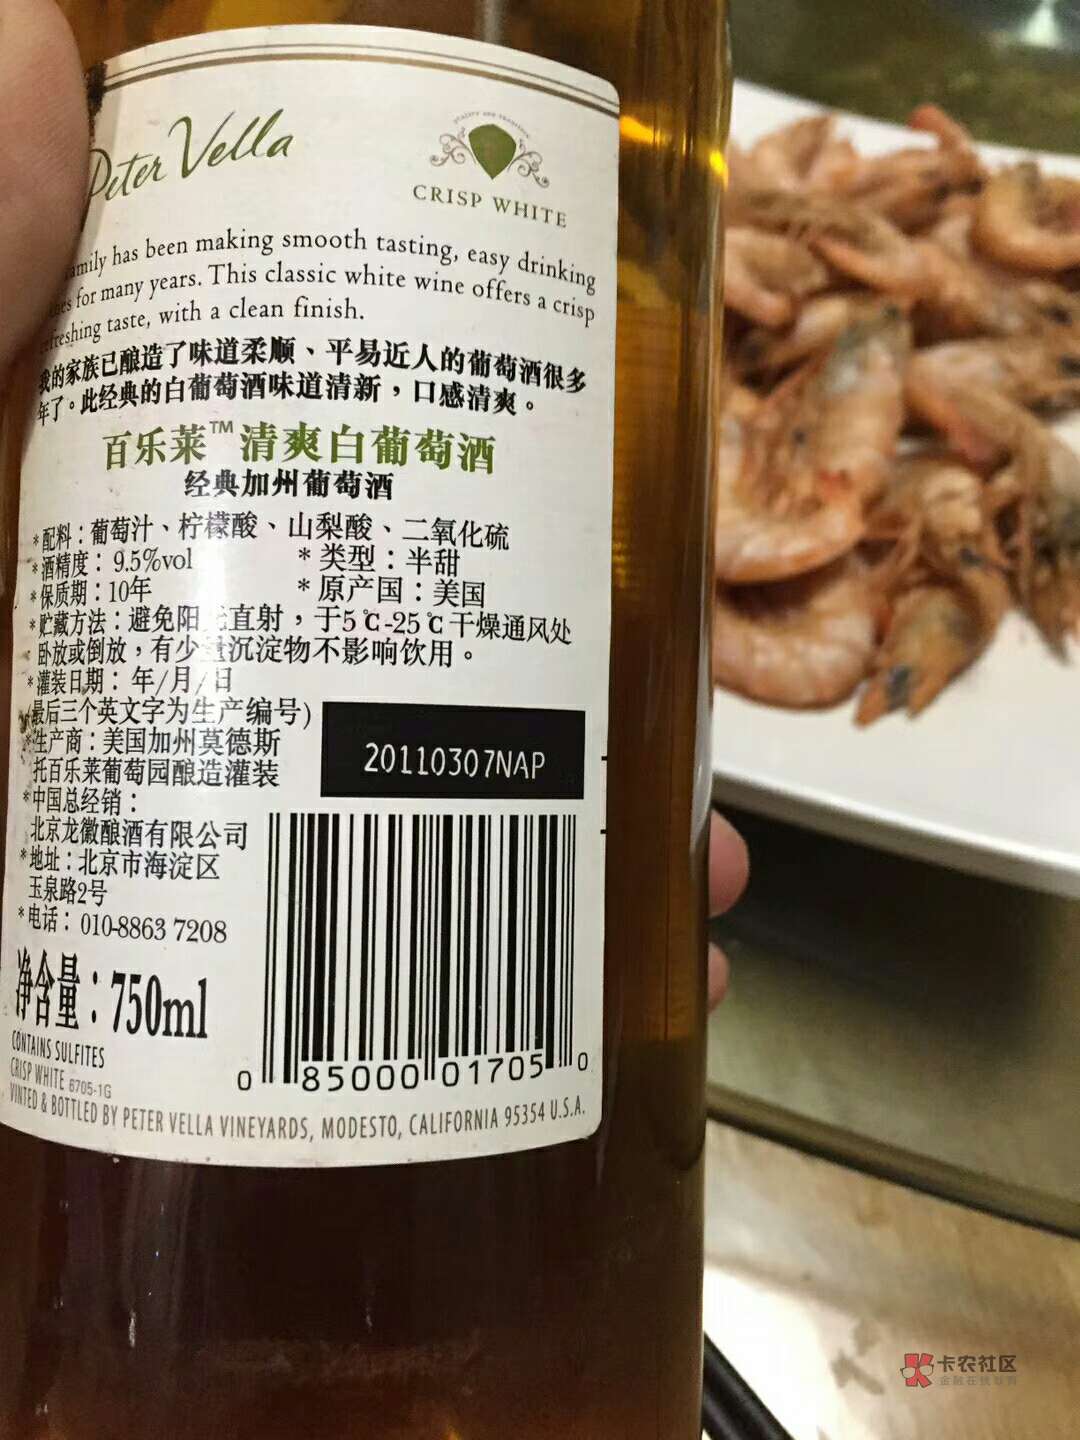 Peter Vella
CRISP WHITE
family has been making smooth tasting, easy drinking
for many years. This classic white wine offers a crisp
refreshing taste, with a clean finish.
我的家族已酿造了味道柔顺、平易近人的葡萄酒很多
年了。此经典的白葡萄酒味道清新，口感清爽。
百乐莱™清爽白葡萄酒
经典加州葡萄酒
*配料：葡萄汁、柠檬酸、山梨酸、二氧化硫
*酒精度：9.5%vol *类型：半甜
*保质期：10年 *原产国：美国
*贮藏方法：避免阳光直射，于5℃-25℃干燥通风处
卧放或倒放，有少量沉淀物不影响饮用。
*灌装日期：年/月/日
(最后三个英文字为生产编号)
*生产商：美国加州莫德斯
托百乐莱葡萄园酿造灌装
20110307NAP
*中国总经销：
北京龙徽酿酒有限公司
*地址：北京市海淀区
玉泉路2号
*电话：010-8863 7208
净含量：750ml
CONTAINS SULFITES
CRISP WHITE 6705-1G
VINTED & BOTTLED BY PETER VELLA VINEYARDS, MODESTO, CALIFORNIA 95354 U.S.A.
0 85000 01705 0
卡农社区
金融在线教育